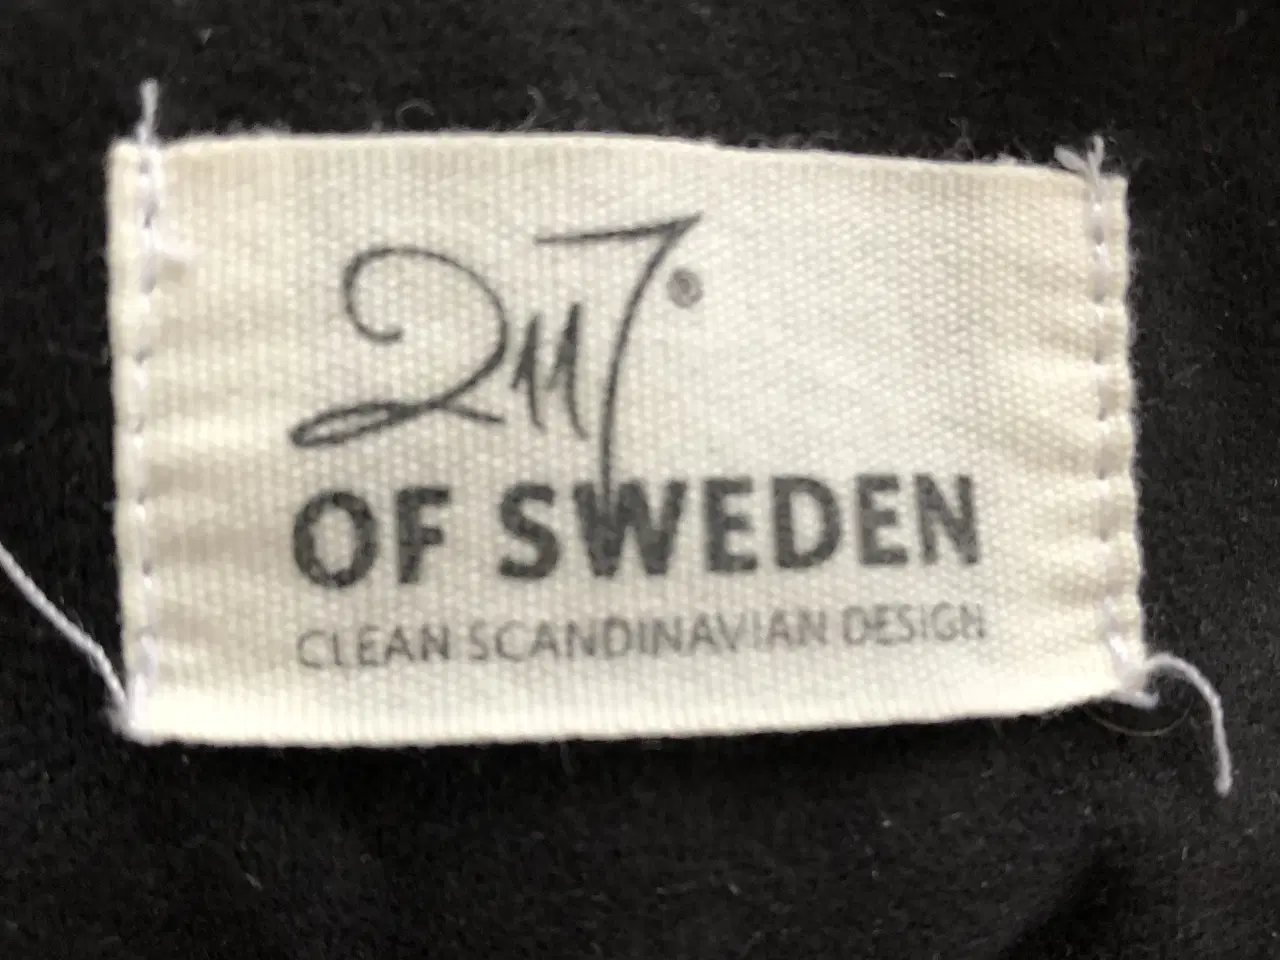 2117®
OF SWEDEN
CLEAN SCANDINAVIAN DESIGN